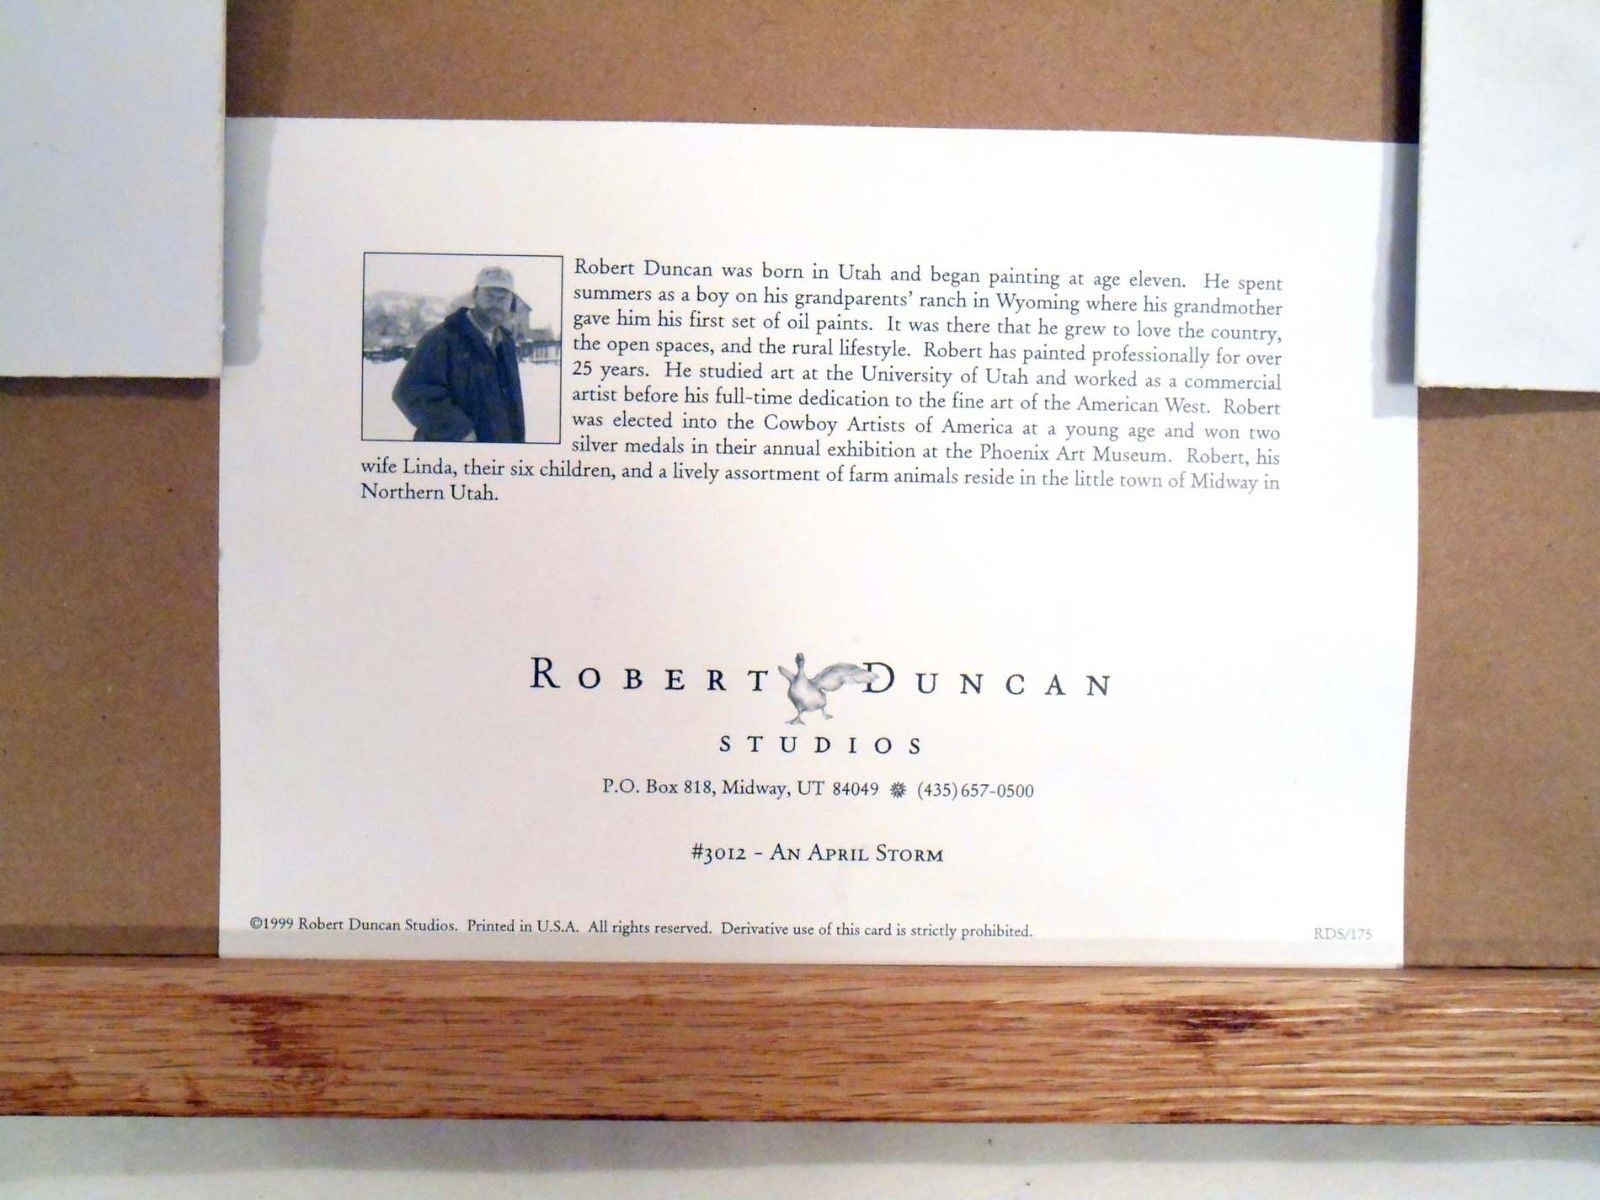 Robert Duncan was born in Utah and began painting at age eleven. He spent
summers as a boy on his grandparents' ranch in Wyoming where his grandmother
gave him his first set of oil paints. It was there that he grew to love the country,
the open spaces, and the rural lifestyle. Robert has painted professionally for over
25 years. He studied art at the University of Utah and worked as a commercial
artist before his full-time dedication to the fine art of the American West. Robert
was elected into the Cowboy Artists of America at a young age and won two
silver medals in their annual exhibition at the Phoenix Art Museum. Robert, his
wife Linda, their six children, and a lively assortment of farm animals reside in the little town of Midway in
Northern Utah.
ROBERT DUNCAN
STUDIOS
P.O. Box 818, Midway, UT 84049 ✹ (435)657-0500
#3012 - AN APRIL STORM
©1999 Robert Duncan Studios. Printed in U.S.A. All rights reserved. Derivative use of this card is strictly prohibited.
RDS/175